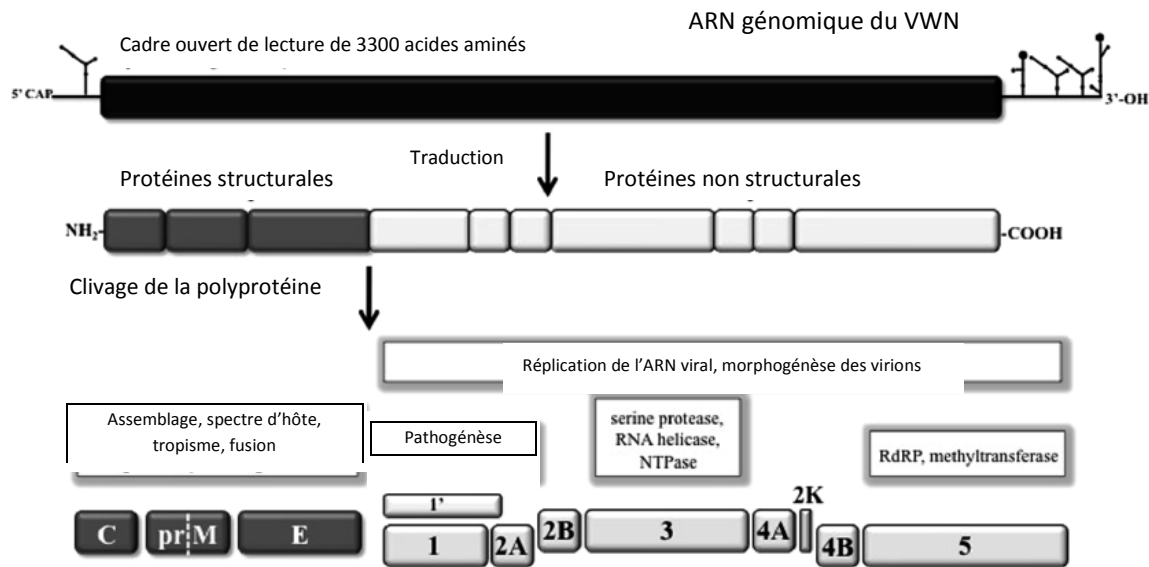 ARN génomique du VWN
Cadre ouvert de lecture de 3300 acides aminés
5' CAP
3'-OH
Traduction
Protéines structurales
Protéines non structurales
NH2-
-COOH
Clivage de la polyprotéine
Réplication de l'ARN viral, morphogénèse des virions
Assemblage, spectre d'hôte,
tropisme, fusion
Pathogénèse
serine protease,
RNA helicase,
NTPase
RdRP, methyltransferase
1'
2K
C
pr M
E
1
2A
2B
3
4A
4B
5